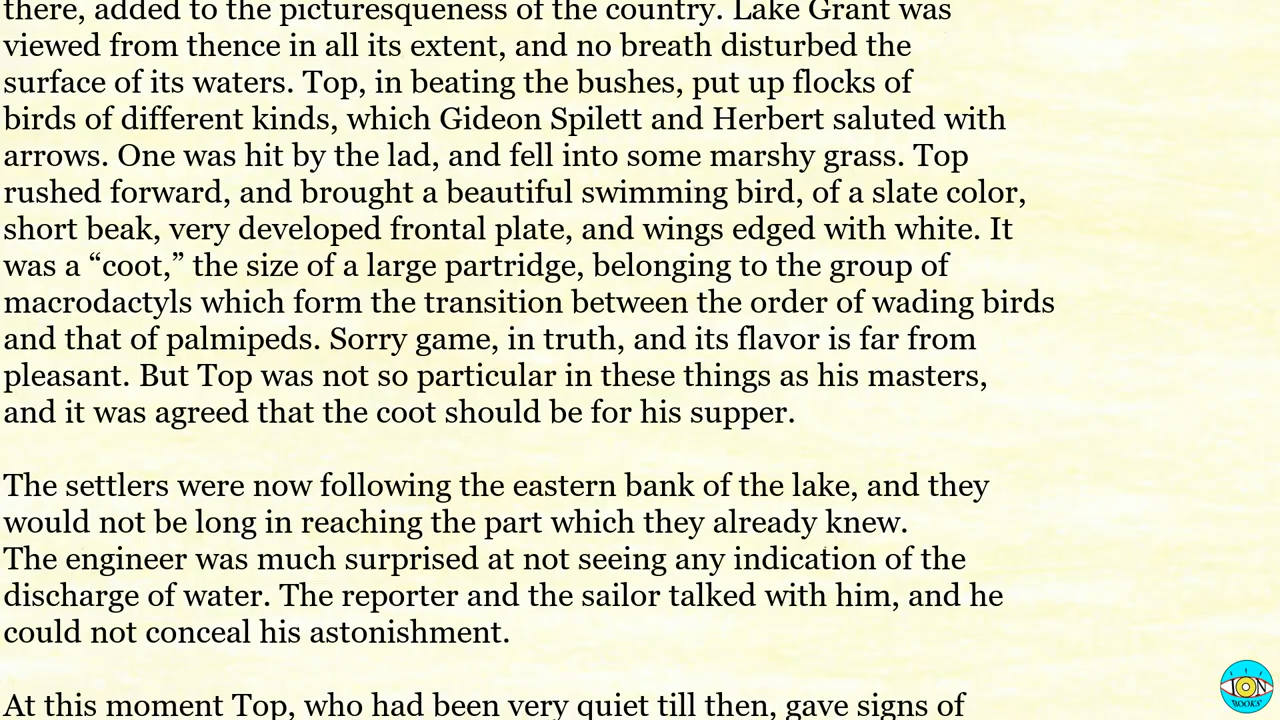 there, added to the picturesqueness of the country. Lake Grant was
viewed from thence in all its extent, and no breath disturbed the
surface of its waters. Top, in beating the bushes, put up flocks of
birds of different kinds, which Gideon Spilett and Herbert saluted with
arrows. One was hit by the lad, and fell into some marshy grass. Top
rushed forward, and brought a beautiful swimming bird, of a slate color,
short beak, very developed frontal plate, and wings edged with white. It
was a “coot,” the size of a large partridge, belonging to the group of
macrodactyls which form the transition between the order of wading birds
and that of palmipeds. Sorry game, in truth, and its flavor is far from
pleasant. But Top was not so particular in these things as his masters,
and it was agreed that the coot should be for his supper.
The settlers were now following the eastern bank of the lake, and they
would not be long in reaching the part which they already knew.
The engineer was much surprised at not seeing any indication of the
discharge of water. The reporter and the sailor talked with him, and he
could not conceal his astonishment.
At this moment Top, who had been very quiet till then, gave signs of
ION
BOOKS